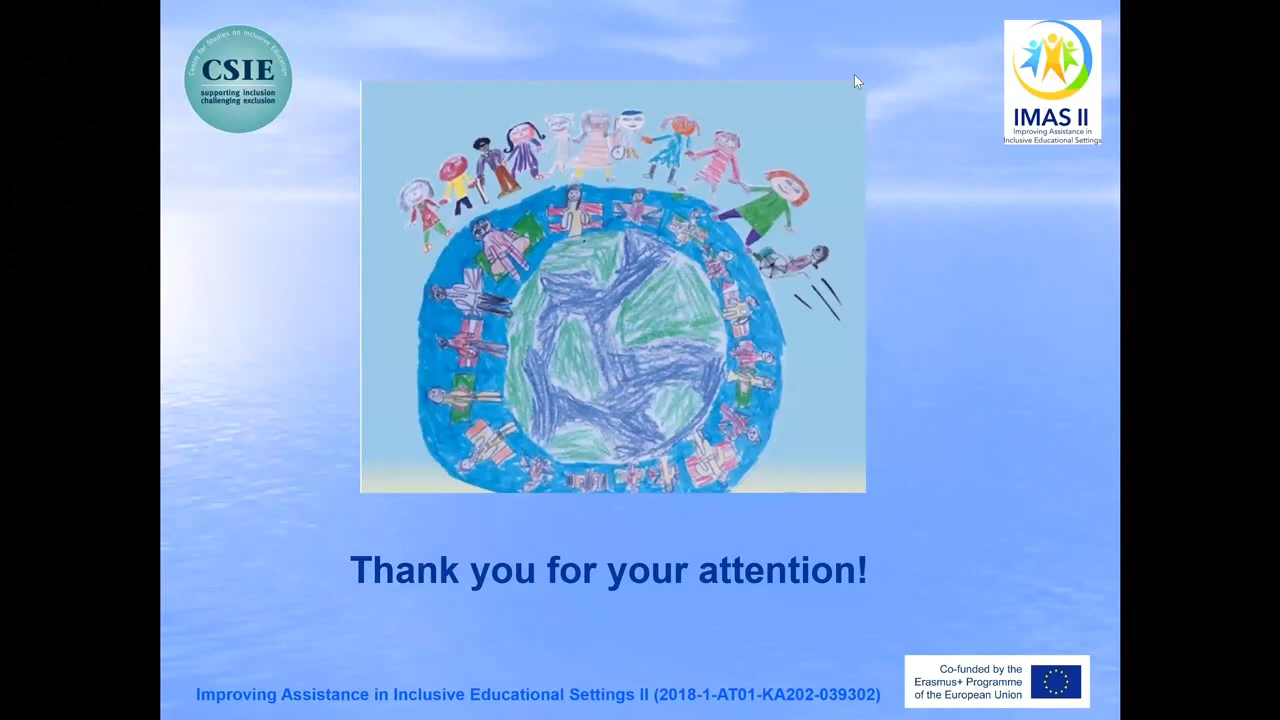 Centre for Studies on Inclusive Education
CSIE
supporting inclusion
challenging exclusion
IMAS II
Improving Assistance in
Inclusive Educational Settings
Thank you for your attention!
Co-funded by the
Erasmus+ Programme
of the European Union
Improving Assistance in Inclusive Educational Settings II (2018-1-AT01-KA202-039302)